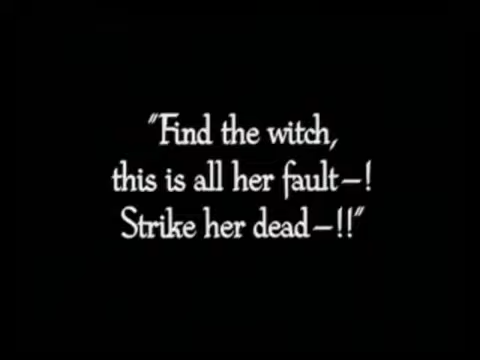 "Find the witch,
this is all her fault—!
Strike her dead—!!"